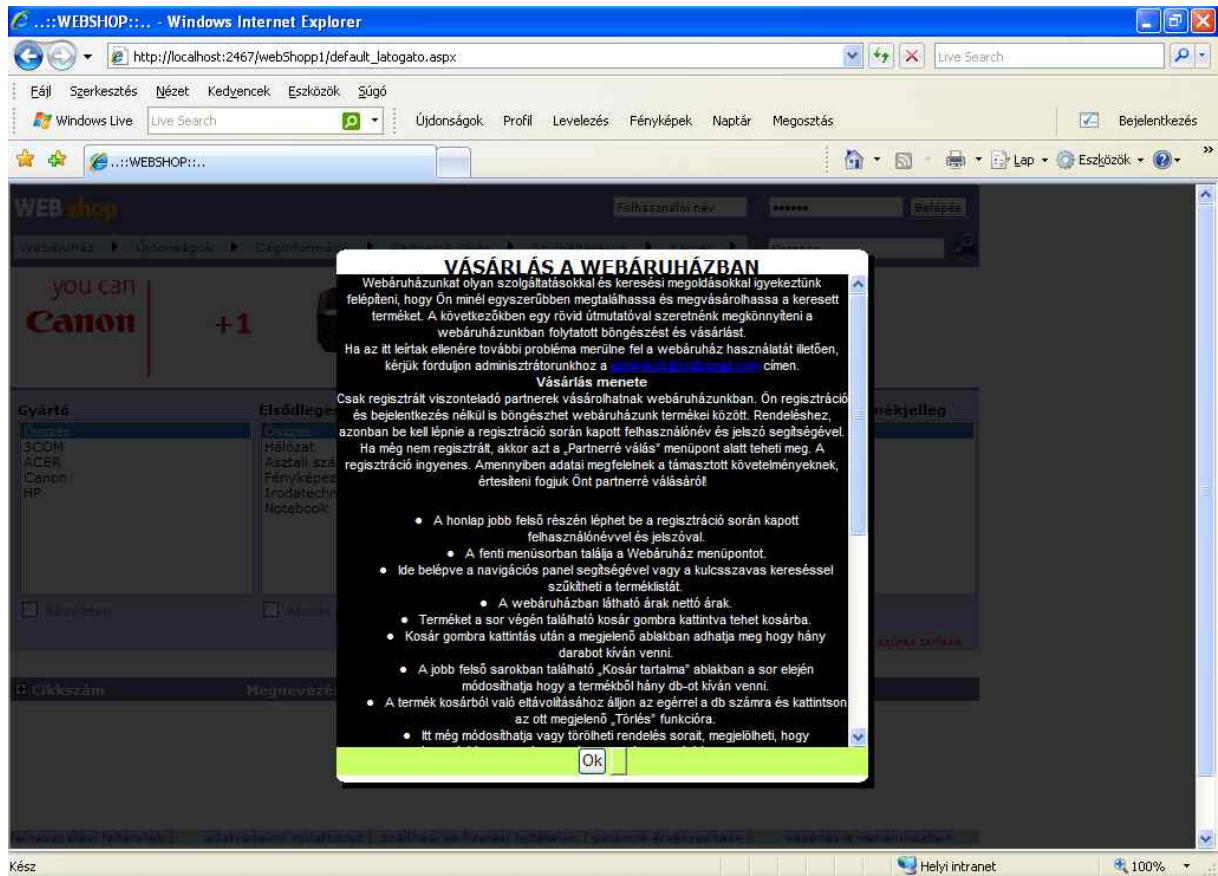 ..::WEBSHOP::.. - Windows Internet Explorer
http://localhost:2467/webShopp1/default_latogato.aspx
Live Search
Fájl Szerkesztés Nézet Kedvencek Eszközök Súgó
Windows Live Live Search Újdonságok Profil Levelezés Fényképek Naptár Megosztás Bejelentkezés
..::WEBSHOP::.. Lap Eszközök »
WEB shop Felhasználói név •••••• Belépés
Webáruház Újdonságok Céginformáció
you can
Canon +1
VÁSÁRLÁS A WEBÁRUHÁZBAN
Webáruházunkat olyan szolgáltatásokkal és keresési megoldásokkal igyekeztünk
felépíteni, hogy Ön minél egyszerűbben megtalálhassa és megvásárolhassa a keresett
terméket. A következőkben egy rövid útmutatóval szeretnénk megkönnyíteni a
webáruházunkban folytatott böngészést és vásárlást.
Ha az itt leírtak ellenére további probléma merülne fel a webáruház használatát illetően,
kérjük forduljon adminisztrátorunkhoz a címen.
Vásárlás menete
Csak regisztrált viszonteladó partnerek vásárolhatnak webáruházunkban. Ön regisztráció
és bejelentkezés nélkül is böngészhet webáruházunk termékei között. Rendeléshez,
azonban be kell lépnie a regisztráció során kapott felhasználónév és jelszó segítségével.
Ha még nem regisztrált, akkor azt a „Partnerré válás” menüpont alatt teheti meg. A
regisztráció ingyenes. Amennyiben adatai megfelelnek a támasztott követelményeknek,
értesíteni fogjuk Önt partnerré válásáról!
● A honlap jobb felső részén léphet be a regisztráció során kapott
felhasználónévvel és jelszóval.
● A fenti menüsorban találja a Webáruház menüpontot.
● Ide belépve a navigációs panel segítségével vagy a kulcsszavas kereséssel
szűkítheti a terméklistát.
● A webáruházban látható árak nettó árak.
● Terméket a sor végén található kosár gombra kattintva tehet kosárba.
● Kosár gombra kattintás után a megjelenő ablakban adhatja meg hogy hány
darabot kíván venni.
● A jobb felső sarokban található „Kosár tartalma” ablakban a sor elején
módosíthatja hogy a termékből hány db-ot kíván venni.
● A termék kosárból való eltávolításához álljon az egérrel a db számra és kattintson
az ott megjelenő „Törlés” funkcióra.
● Itt még módosíthatja vagy törölheti rendelés sorait, megjelölheti, hogy
Ok
Gyártó Elsődleges
Összes Összes
3COM Hálózat
ACER Asztali szá
Canon Fényképez
HP Irodatechn
Notebook
Készleten Akciós
Cikkszám Megnevezés
Kész Helyi intranet 100%